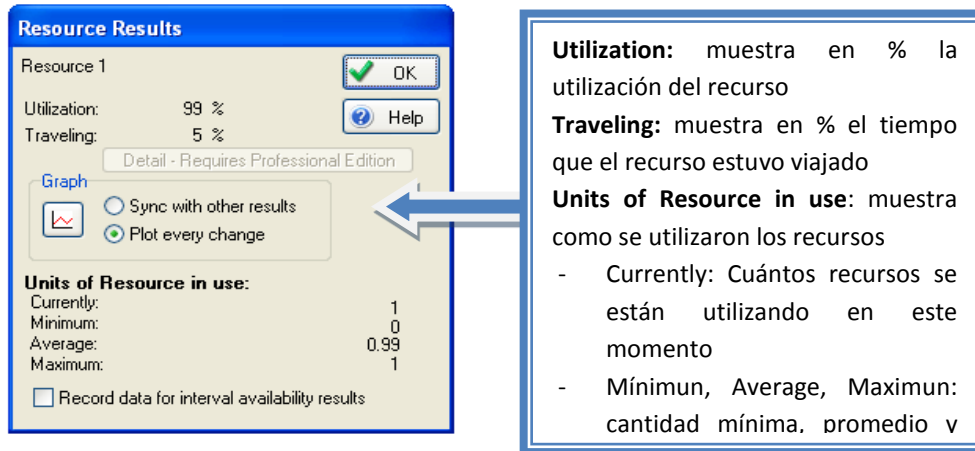 Resource Results
Resource 1
OK
Utilization: 99 %
Help
Traveling: 5 %
Detail - Requires Professional Edition
Graph
Sync with other results
Plot every change
Units of Resource in use:
Currently: 1
Minimum: 0
Average: 0.99
Maximum: 1
Record data for interval availability results
Utilization: muestra en % la
utilización del recurso
Traveling: muestra en % el tiempo
que el recurso estuvo viajado
Units of Resource in use: muestra
como se utilizaron los recursos
- Currently: Cuántos recursos se
están utilizando en este
momento
- Mínimun, Average, Maximun:
cantidad mínima, promedio y